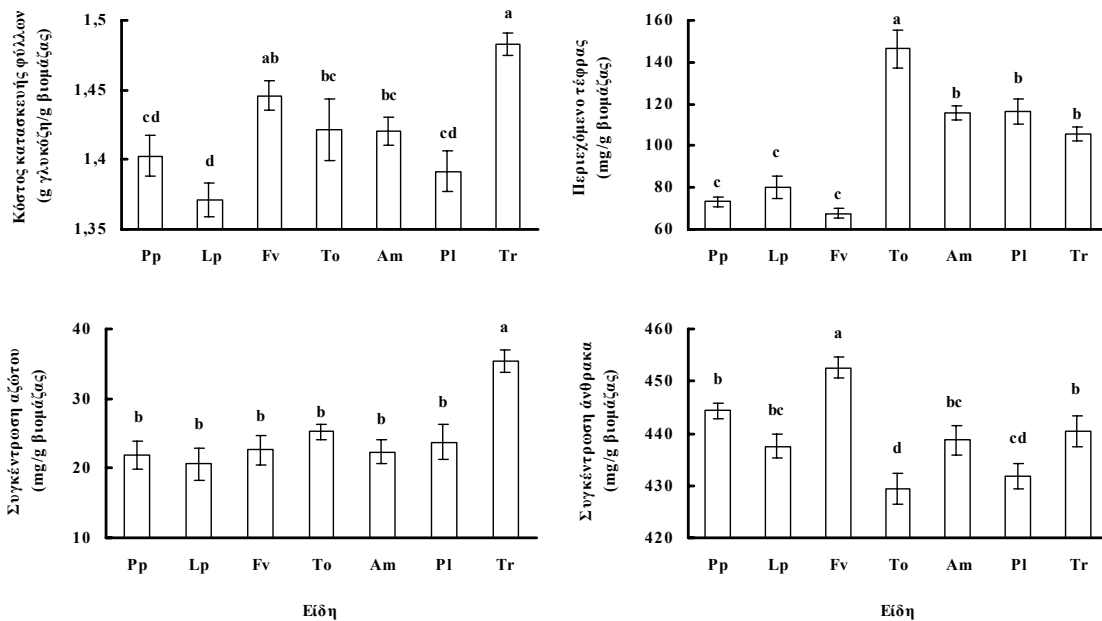 Κόστος κατασκευής φύλλου
(g γλυκόζη/g βιομάζας)
1,5
1,45
1,4
1,35
cd
d
ab
bc
bc
cd
a
Pp Lp Fv To Am Pl Tr
Περιεχόμενο τέφρας
(mg/g βιομάζας)
160
140
120
100
80
60
c
c
c
a
b
b
b
Pp Lp Fv To Am Pl Tr
Συγκέντρωση αζώτου
(mg/g βιομάζας)
40
30
20
10
b
b
b
b
b
b
a
Pp Lp Fv To Am Pl Tr
Είδη
Συγκέντρωση άνθρακα
(mg/g βιομάζας)
460
450
440
430
420
b
bc
a
d
bc
cd
b
Pp Lp Fv To Am Pl Tr
Είδη